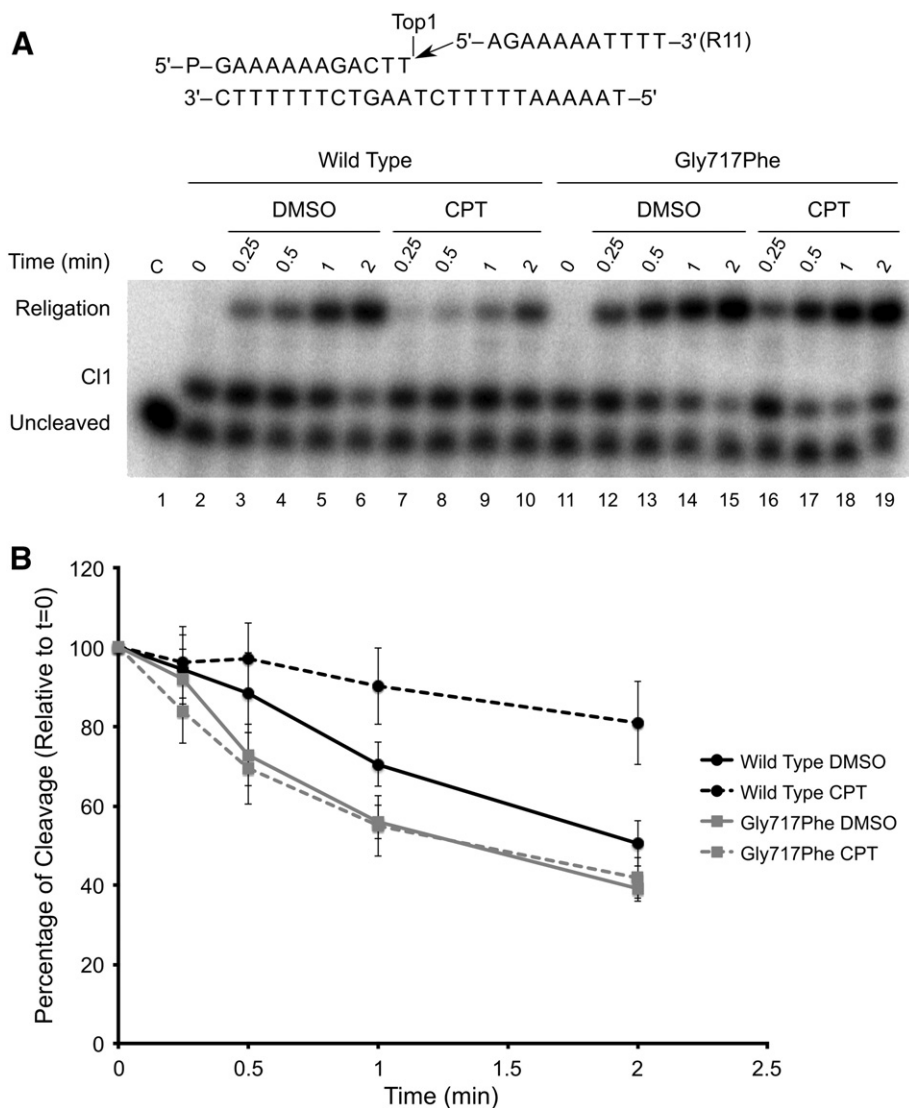 A
Top1
5'–AGAAAAATTTT–3'(R11)
5'–P–GAAAAAAGACTT
3'–CTTTTTTCTGAATCTTTTTAAAAAT–5'
Wild Type Gly717Phe
DMSO CPT DMSO CPT
Time (min) C 0 0.25 0.5 1 2 0.25 0.5 1 2 0 0.25 0.5 1 2 0.25 0.5 1 2
Religation
Cl1
Uncleaved
1 2 3 4 5 6 7 8 9 10 11 12 13 14 15 16 17 18 19
B
Percentage of Cleavage (Relative to t=0)
120
100
80
60
40
20
0
0 0.5 1 1.5 2 2.5
Time (min)
Wild Type DMSO
Wild Type CPT
Gly717Phe DMSO
Gly717Phe CPT